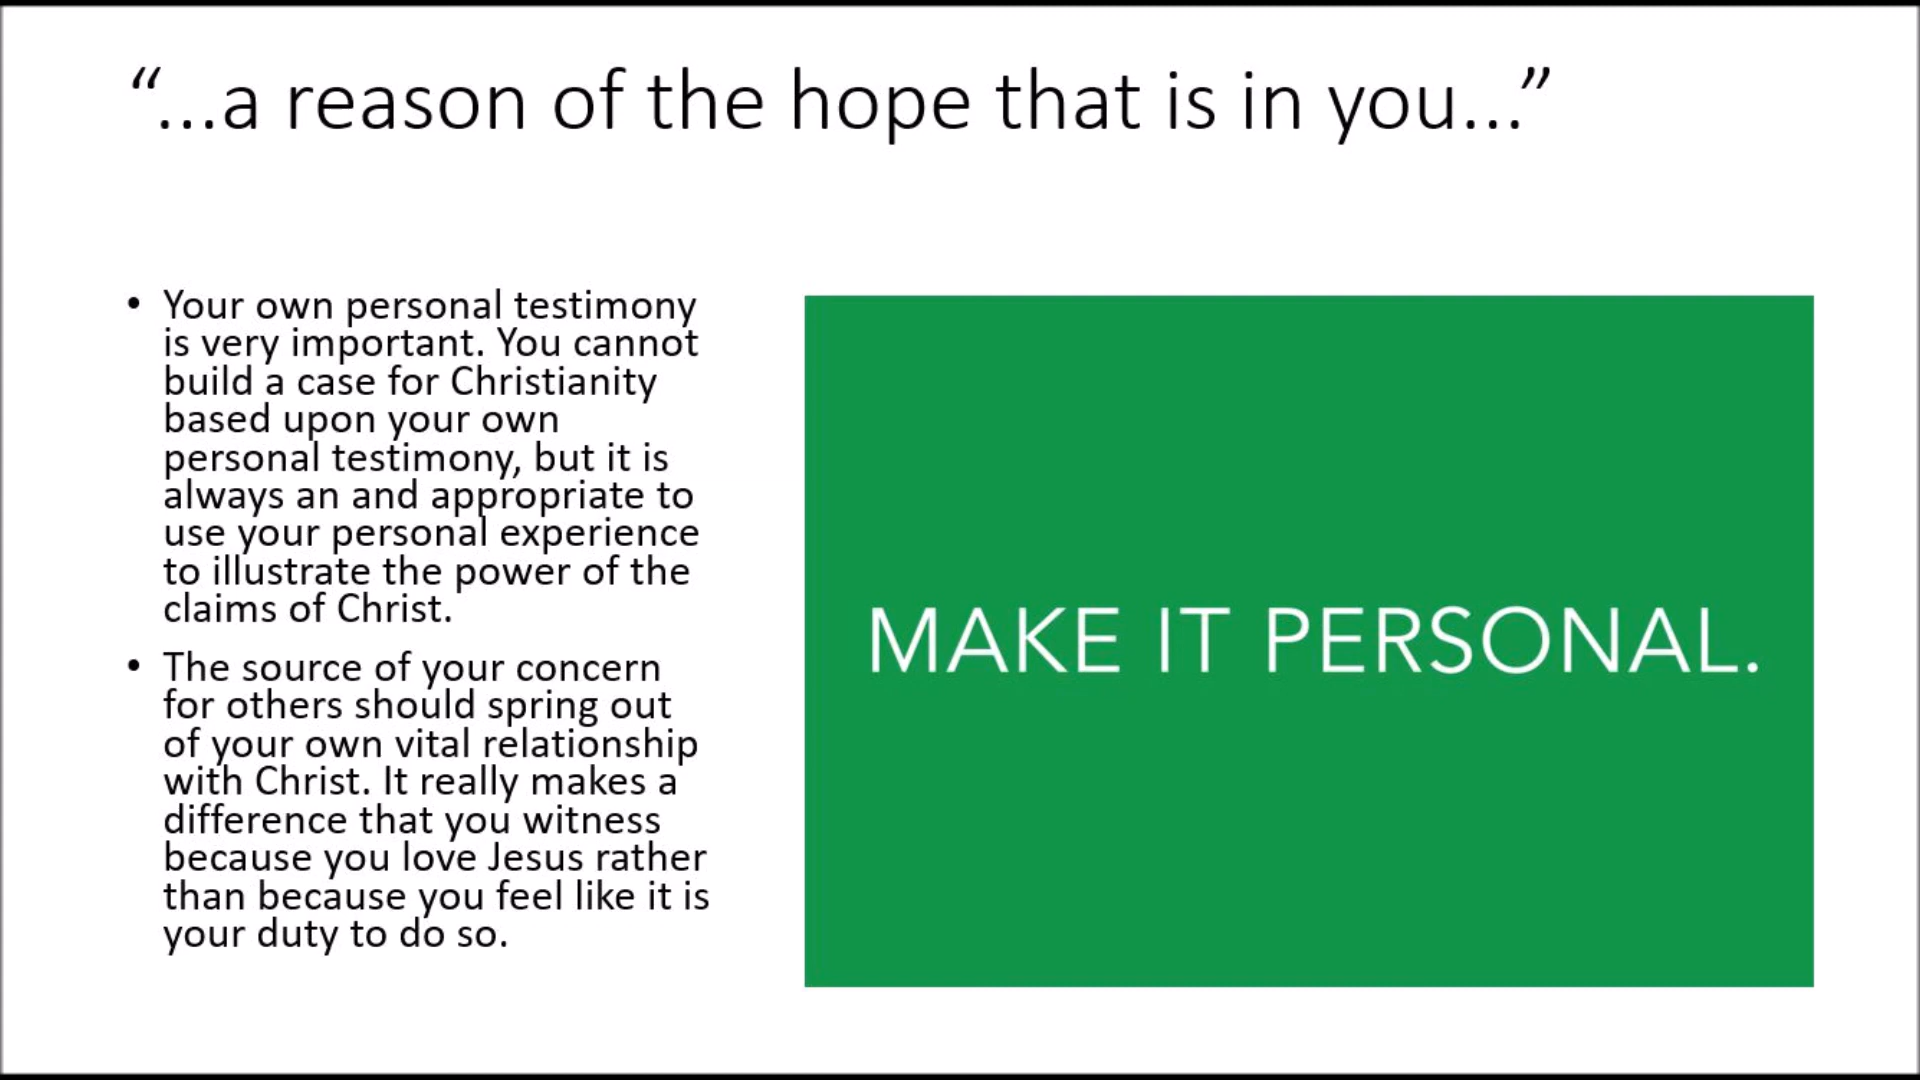 “...a reason of the hope that is in you...”
• Your own personal testimony
is very important. You cannot
build a case for Christianity
based upon your own
personal testimony, but it is
always an and appropriate to
use your personal experience
to illustrate the power of the
claims of Christ.
• The source of your concern
for others should spring out
of your own vital relationship
with Christ. It really makes a
difference that you witness
because you love Jesus rather
than because you feel like it is
your duty to do so.
MAKE IT PERSONAL.